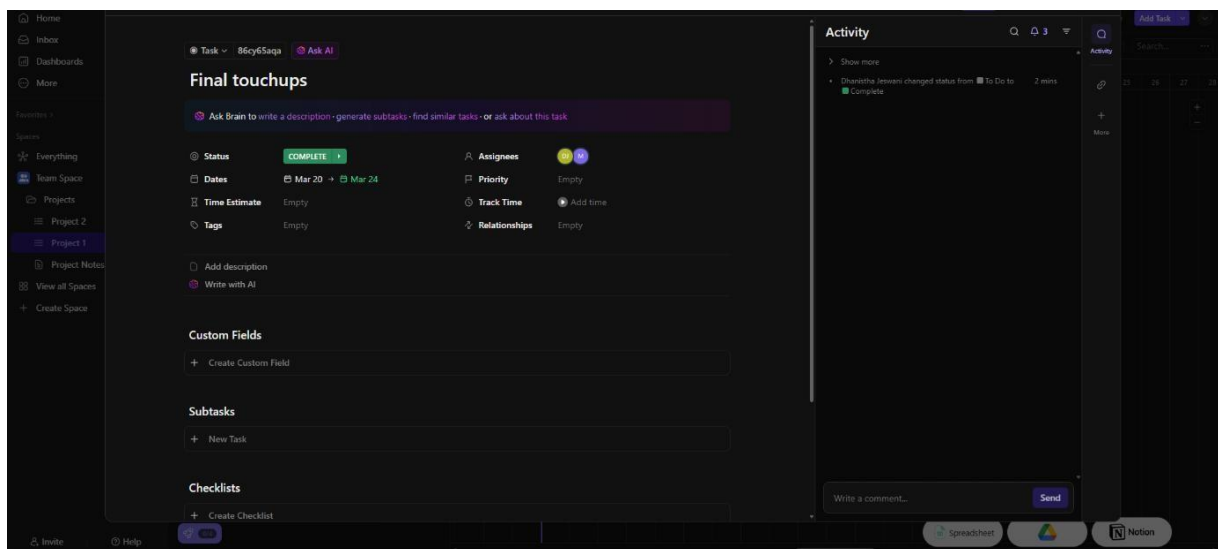 Home
Inbox
Dashboards
More
Favorites
Spaces
Everything
Team Space
Projects
Project 2
Project 1
Project Notes
View all Spaces
+ Create Space
Invite
Help
Task 86cy65aqa Ask AI
Final touchups
Ask Brain to write a description · generate subtasks · find similar tasks · or ask about this task
Status COMPLETE Assignees DJ M
Dates Mar 20 → Mar 24 Priority Empty
Time Estimate Empty Track Time Add time
Tags Empty Relationships Empty
Add description
Write with AI
Custom Fields
+ Create Custom Field
Subtasks
+ New Task
Checklists
+ Create Checklist
Activity 3
Show more
Dhanistha Jeswani changed status from To Do to 2 mins
Complete
Write a comment... Send
Activity
+
More
Add Task
Search...
25 26 27 28
Spreadsheet
Notion